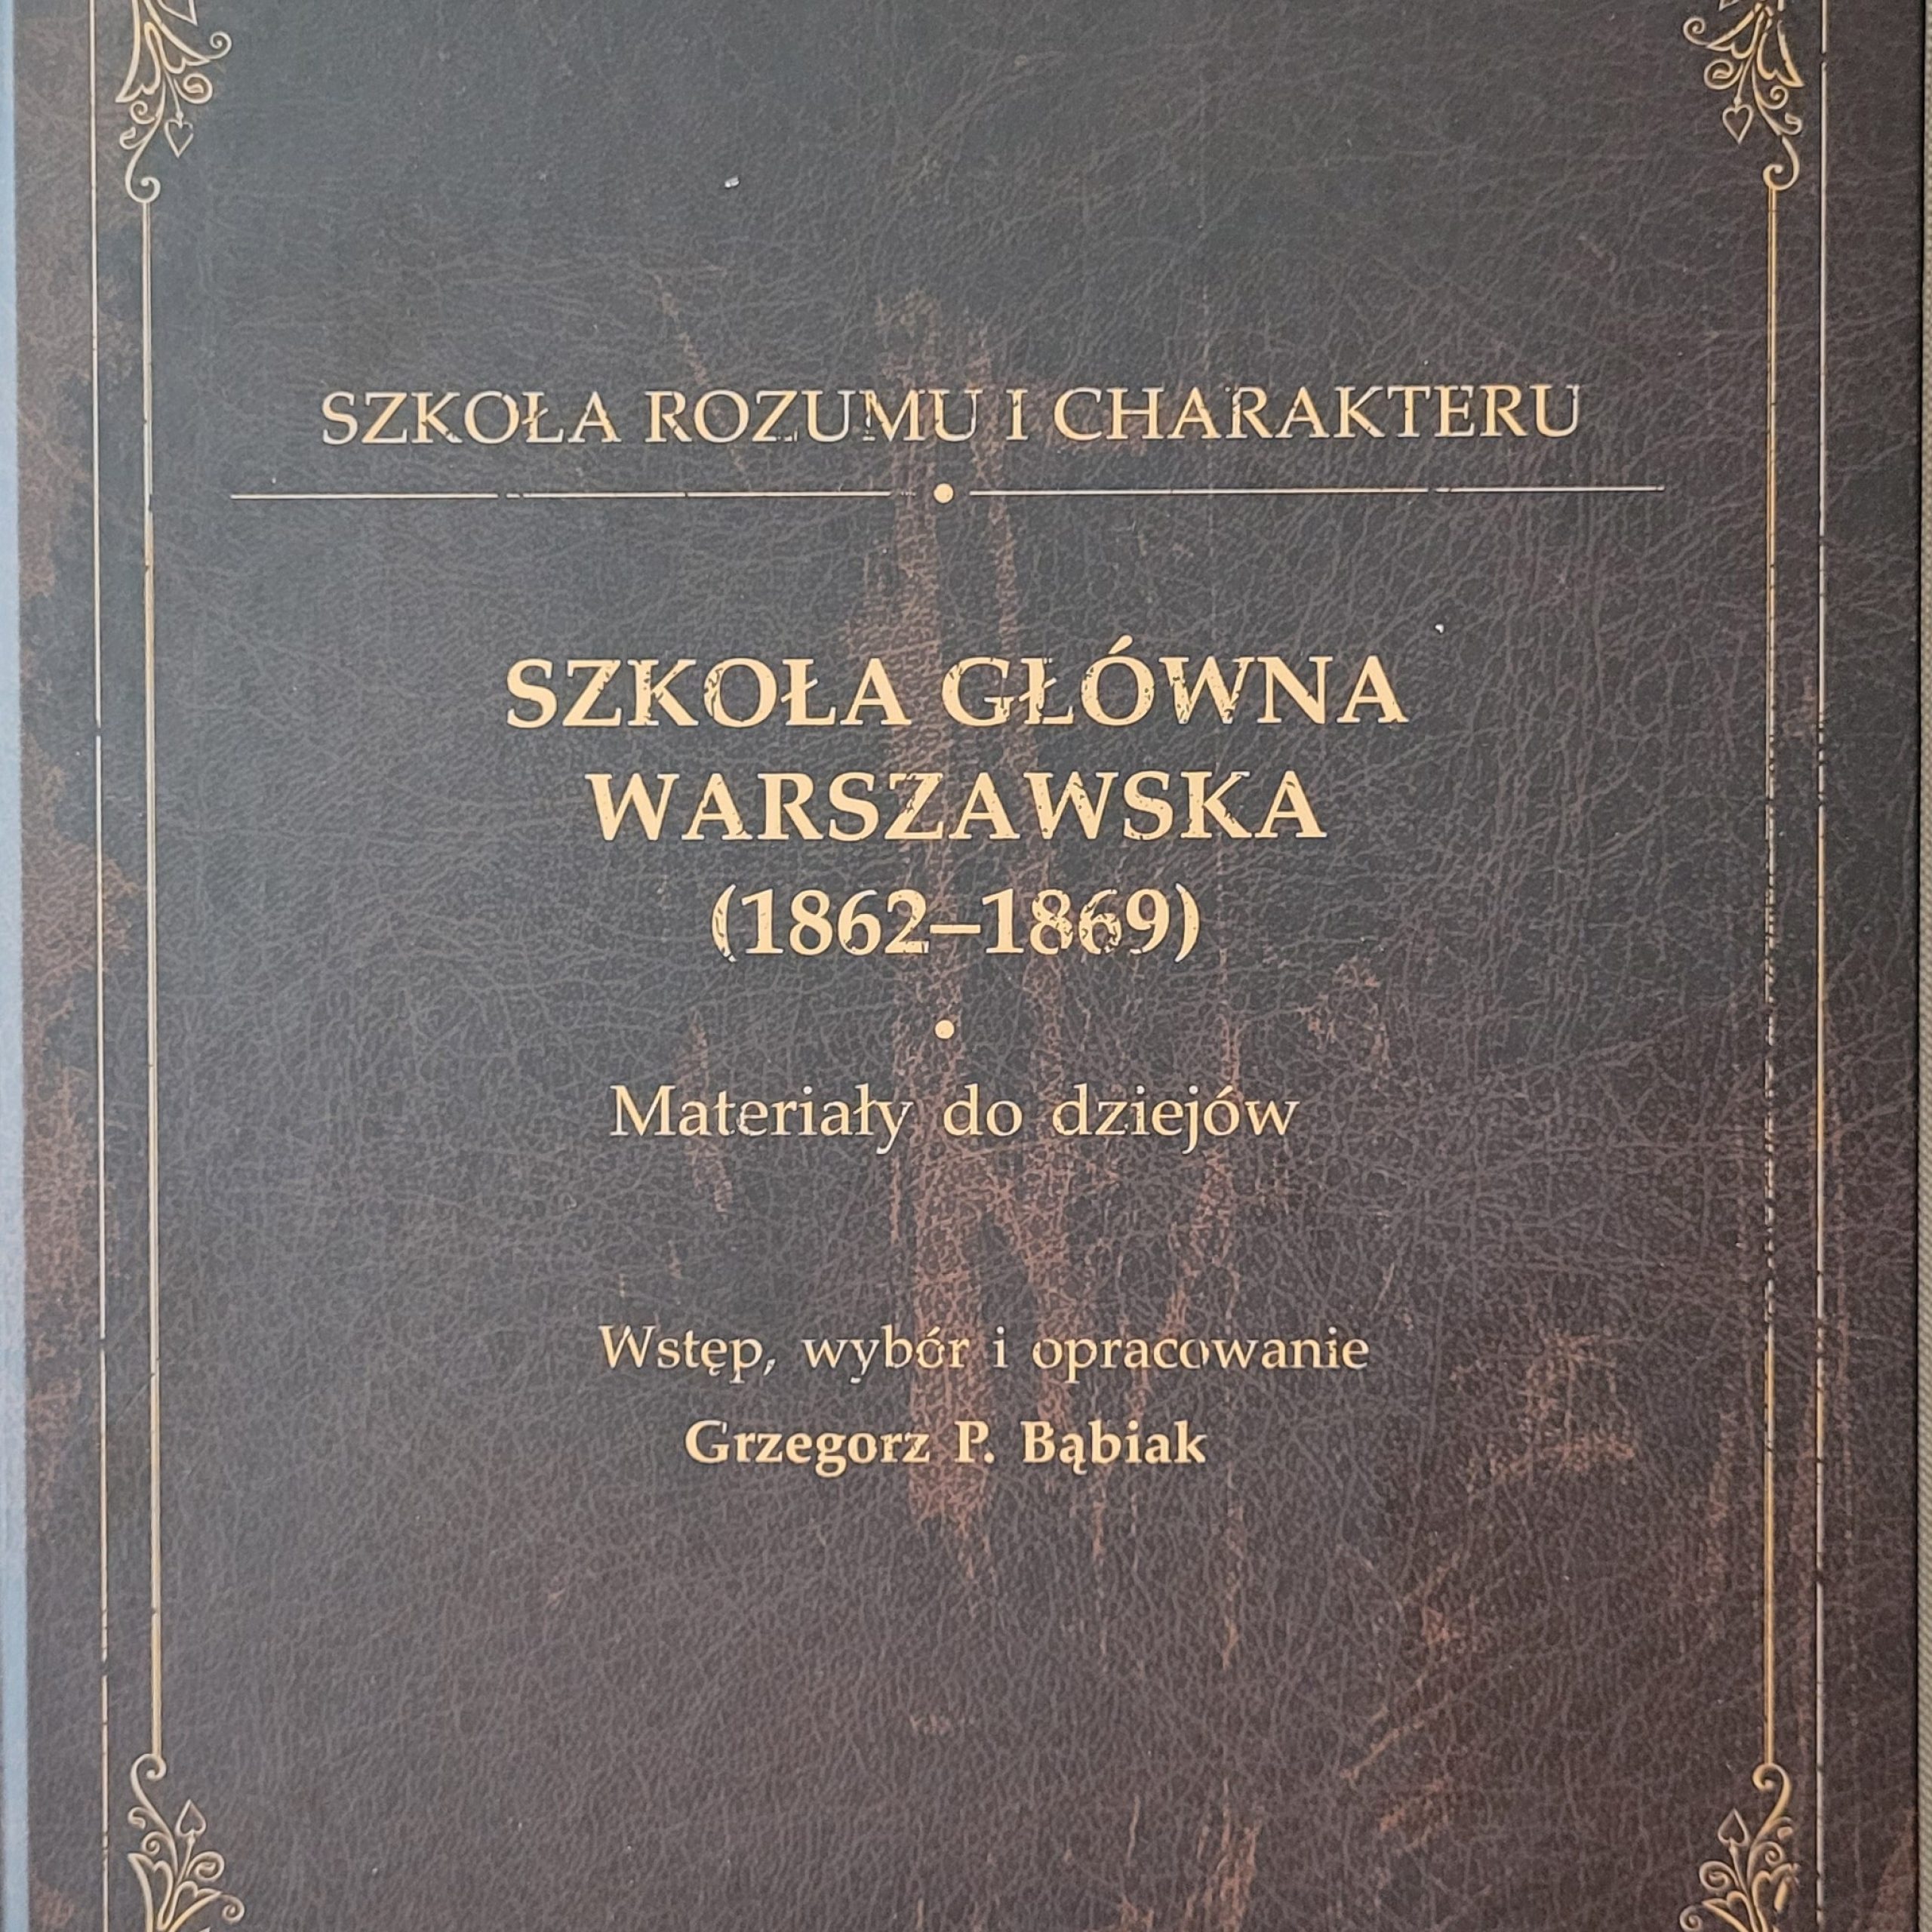 SZKOŁA ROZUMU I CHARAKTERU
SZKOŁA GŁÓWNA
WARSZAWSKA
(1862–1869)
Materiały do dziejów
Wstęp, wybór i opracowanie
Grzegorz P. Bąbiak